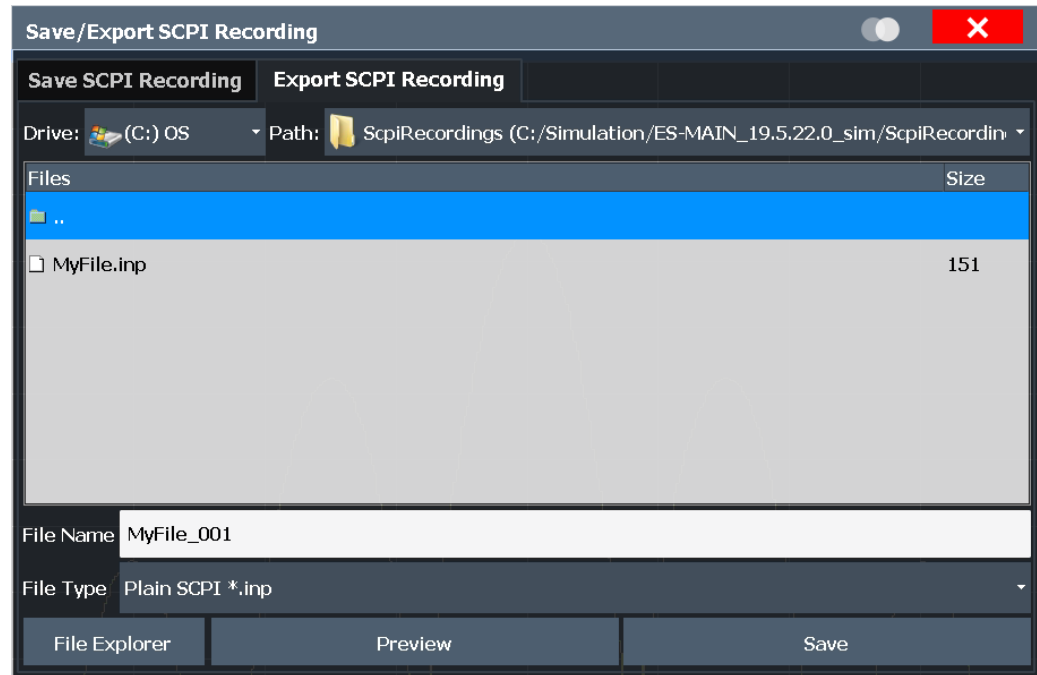 Save/Export SCPI Recording
Save SCPI Recording Export SCPI Recording
Drive: (C:) OS Path: ScpiRecordings (C:/Simulation/ES-MAIN_19.5.22.0_sim/ScpiRecordin
Files Size
..
MyFile.inp 151
File Name MyFile_001
File Type Plain SCPI *.inp
File Explorer Preview Save